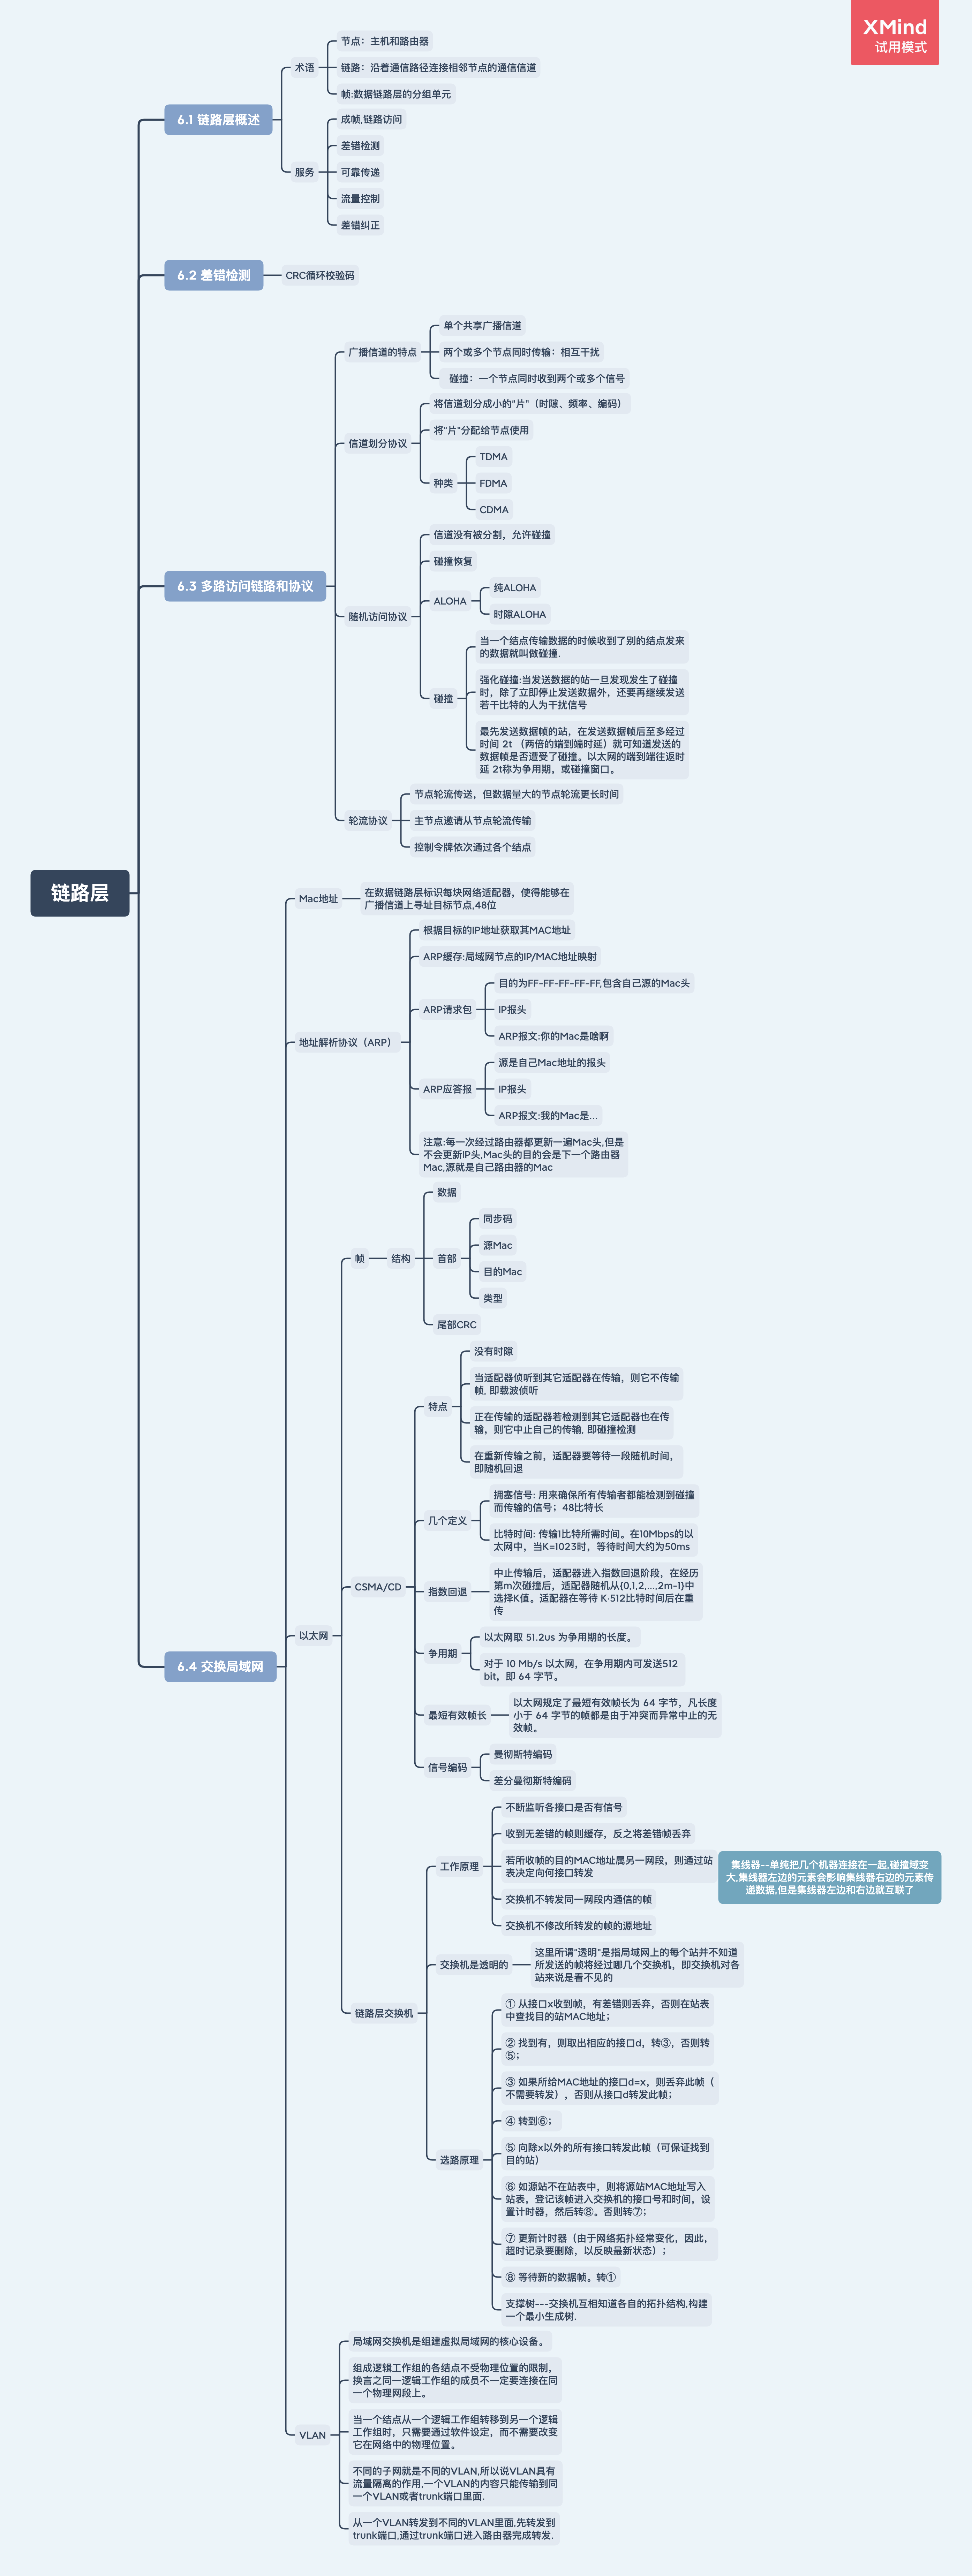 XMind
试用模式
链路层
6.1 链路层概述
术语
节点：主机和路由器
链路：沿着通信路径连接相邻节点的通信信道
帧:数据链路层的分组单元
服务
成帧,链路访问
差错检测
可靠传递
流量控制
差错纠正
6.2 差错检测
CRC循环校验码
6.3 多路访问链路和协议
广播信道的特点
单个共享广播信道
两个或多个节点同时传输：相互干扰
碰撞：一个节点同时收到两个或多个信号
信道划分协议
将信道划分成小的"片"（时隙、频率、编码）
将"片"分配给节点使用
种类
TDMA
FDMA
CDMA
随机访问协议
信道没有被分割，允许碰撞
碰撞恢复
ALOHA
纯ALOHA
时隙ALOHA
碰撞
当一个结点传输数据的时候收到了别的结点发来
的数据就叫做碰撞.
强化碰撞:当发送数据的站一旦发现发生了碰撞
时，除了立即停止发送数据外，还要再继续发送
若干比特的人为干扰信号
最先发送数据帧的站，在发送数据帧后至多经过
时间 2t （两倍的端到端时延）就可知道发送的
数据帧是否遭受了碰撞。以太网的端到端往返时
延 2t称为争用期，或碰撞窗口。
轮流协议
节点轮流传送，但数据量大的节点轮流更长时间
主节点邀请从节点轮流传输
控制令牌依次通过各个结点
6.4 交换局域网
Mac地址
在数据链路层标识每块网络适配器，使得能够在
广播信道上寻址目标节点,48位
地址解析协议（ARP）
根据目标的IP地址获取其MAC地址
ARP缓存:局域网节点的IP/MAC地址映射
ARP请求包
目的为FF-FF-FF-FF-FF,包含自己源的Mac头
IP报头
ARP报文:你的Mac是啥啊
ARP应答报
源是自己Mac地址的报头
IP报头
ARP报文:我的Mac是...
注意:每一次经过路由器都更新一遍Mac头,但是
不会更新IP头,Mac头的目的会是下一个路由器
Mac,源就是自己路由器的Mac
以太网
帧
结构
数据
首部
同步码
源Mac
目的Mac
类型
尾部CRC
CSMA/CD
特点
没有时隙
当适配器侦听到其它适配器在传输，则它不传输
帧, 即载波侦听
正在传输的适配器若检测到其它适配器也在传
输，则它中止自己的传输, 即碰撞检测
在重新传输之前，适配器要等待一段随机时间，
即随机回退
几个定义
拥塞信号: 用来确保所有传输者都能检测到碰撞
而传输的信号；48比特长
比特时间: 传输1比特所需时间。在10Mbps的以
太网中，当K=1023时，等待时间大约为50ms
指数回退
中止传输后，适配器进入指数回退阶段，在经历
第m次碰撞后，适配器随机从{0,1,2,...,2m-1}中
选择K值。适配器在等待 K·512比特时间后在重
传
争用期
以太网取 51.2us 为争用期的长度。
对于 10 Mb/s 以太网，在争用期内可发送512
bit，即 64 字节。
最短有效帧长
以太网规定了最短有效帧长为 64 字节，凡长度
小于 64 字节的帧都是由于冲突而异常中止的无
效帧。
信号编码
曼彻斯特编码
差分曼彻斯特编码
链路层交换机
工作原理
不断监听各接口是否有信号
收到无差错的帧则缓存，反之将差错帧丢弃
若所收帧的目的MAC地址属另一网段，则通过站
表决定向何接口转发
交换机不转发同一网段内通信的帧
交换机不修改所转发的帧的源地址
集线器--单纯把几个机器连接在一起,碰撞域变
大,集线器左边的元素会影响集线器右边的元素传
递数据,但是集线器左边和右边就互联了
交换机是透明的
这里所谓"透明"是指局域网上的每个站并不知道
所发送的帧将经过哪几个交换机，即交换机对各
站来说是看不见的
选路原理
① 从接口x收到帧，有差错则丢弃，否则在站表
中查找目的站MAC地址；
② 找到有，则取出相应的接口d，转③，否则转
⑤；
③ 如果所给MAC地址的接口d=x，则丢弃此帧（
不需要转发），否则从接口d转发此帧；
④ 转到⑥；
⑤ 向除x以外的所有接口转发此帧（可保证找到
目的站）
⑥ 如源站不在站表中，则将源站MAC地址写入
站表，登记该帧进入交换机的接口号和时间，设
置计时器，然后转⑧。否则转⑦；
⑦ 更新计时器（由于网络拓扑经常变化，因此，
超时记录要删除，以反映最新状态）；
⑧ 等待新的数据帧。转①
支撑树---交换机互相知道各自的拓扑结构,构建
一个最小生成树.
VLAN
局域网交换机是组建虚拟局域网的核心设备。
组成逻辑工作组的各结点不受物理位置的限制，
换言之同一逻辑工作组的成员不一定要连接在同
一个物理网段上。
当一个结点从一个逻辑工作组转移到另一个逻辑
工作组时，只需要通过软件设定，而不需要改变
它在网络中的物理位置。
不同的子网就是不同的VLAN,所以说VLAN具有
流量隔离的作用,一个VLAN的内容只能传输到同
一个VLAN或者trunk端口里面.
从一个VLAN转发到不同的VLAN里面,先转发到
trunk端口,通过trunk端口进入路由器完成转发.